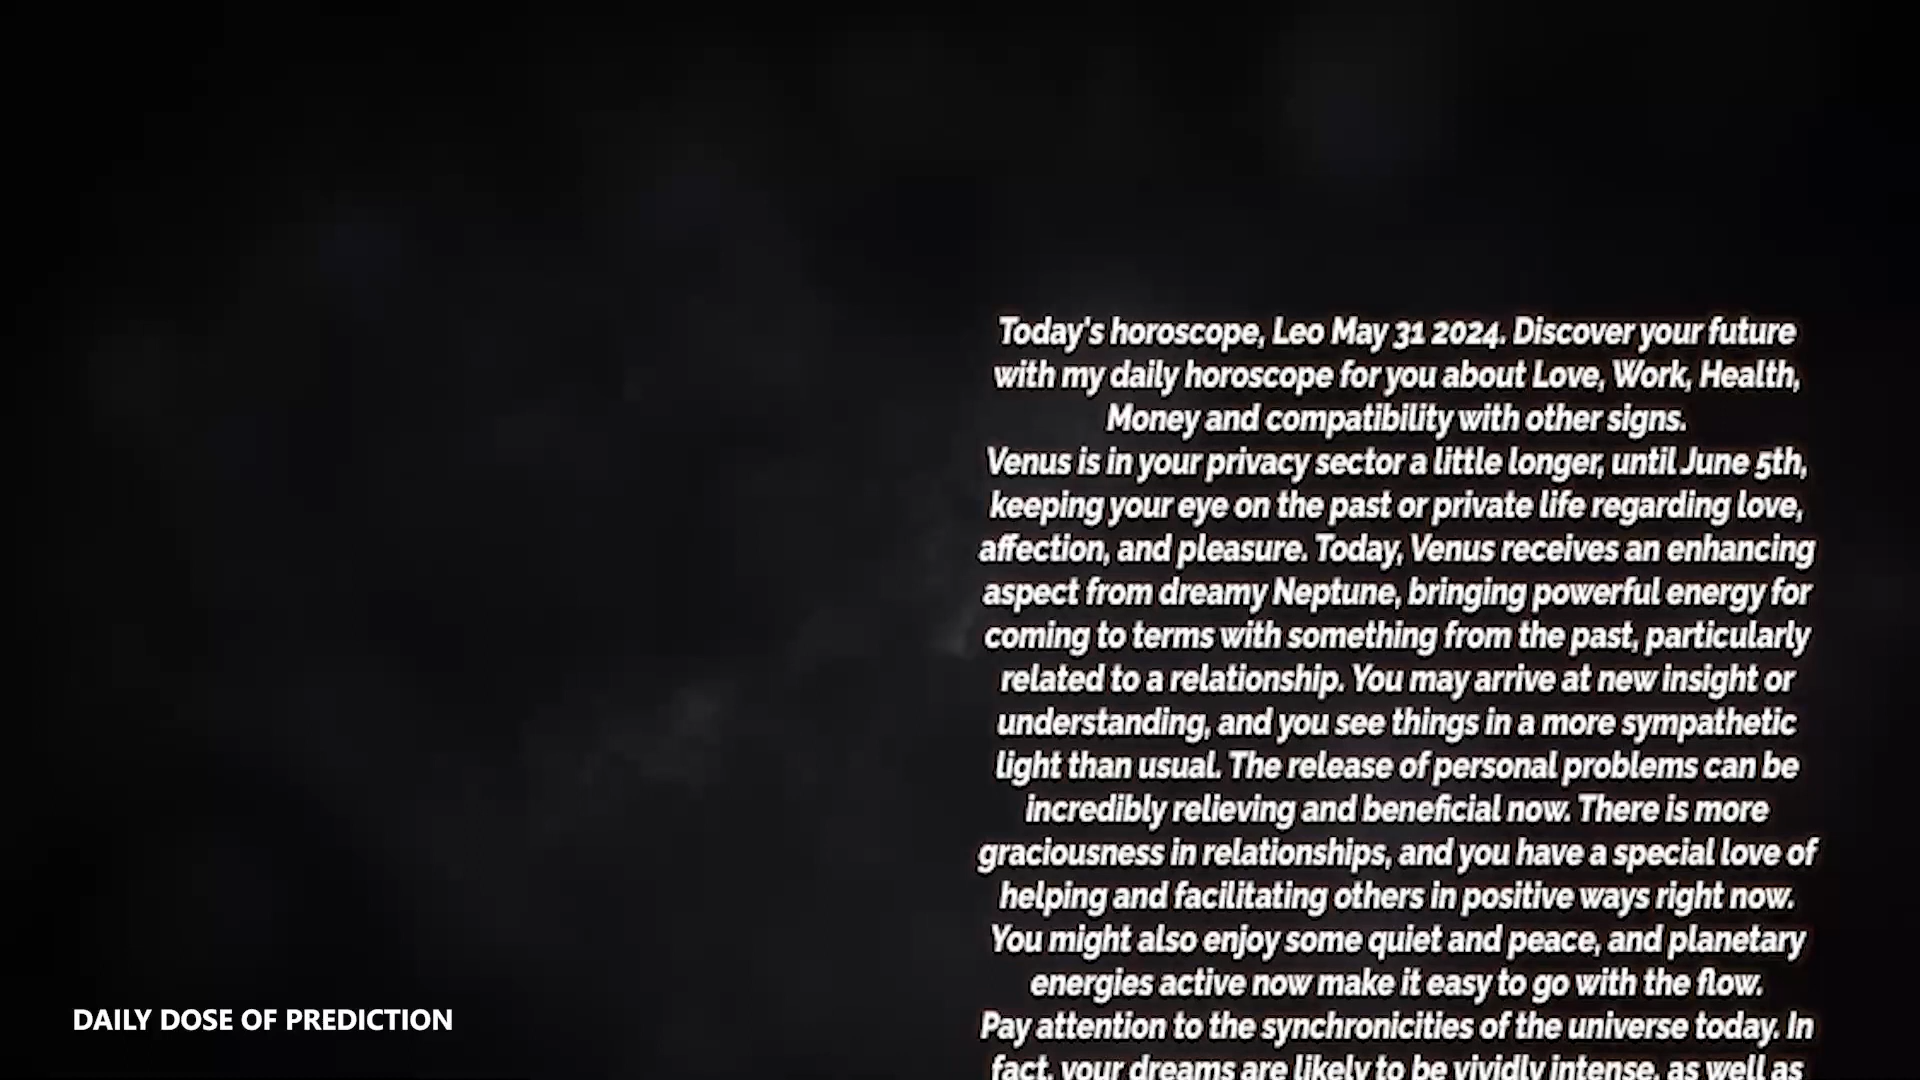 Today's horoscope, Leo May 31 2024. Discover your future
with my daily horoscope for you about Love, Work, Health,
Money and compatibility with other signs.
Venus is in your privacy sector a little longer, until June 5th,
keeping your eye on the past or private life regarding love,
affection, and pleasure. Today, Venus receives an enhancing
aspect from dreamy Neptune, bringing powerful energy for
coming to terms with something from the past, particularly
related to a relationship. You may arrive at new insight or
understanding, and you see things in a more sympathetic
light than usual. The release of personal problems can be
incredibly relieving and beneficial now. There is more
graciousness in relationships, and you have a special love of
helping and facilitating others in positive ways right now.
You might also enjoy some quiet and peace, and planetary
energies active now make it easy to go with the flow.
Pay attention to the synchronicities of the universe today. In
fact, your dreams are likely to be vividly intense, as well as
DAILY DOSE OF PREDICTION